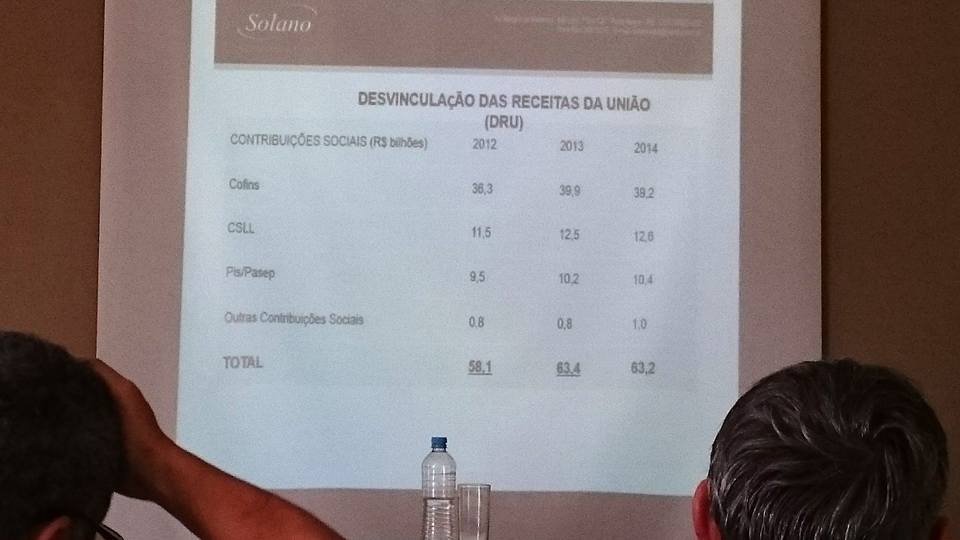 Solano
DESVINCULAÇÃO DAS RECEITAS DA UNIÃO
(DRU)
CONTRIBUIÇÕES SOCIAIS (R$ bilhões) 2012 2013 2014
Cofins 36,3 39,9 39,2
CSLL 11,5 12,5 12,6
Pis/Pasep 9,5 10,2 10,4
Outras Contribuições Sociais 0,8 0,8 1,0
TOTAL 58,1 63,4 63,2